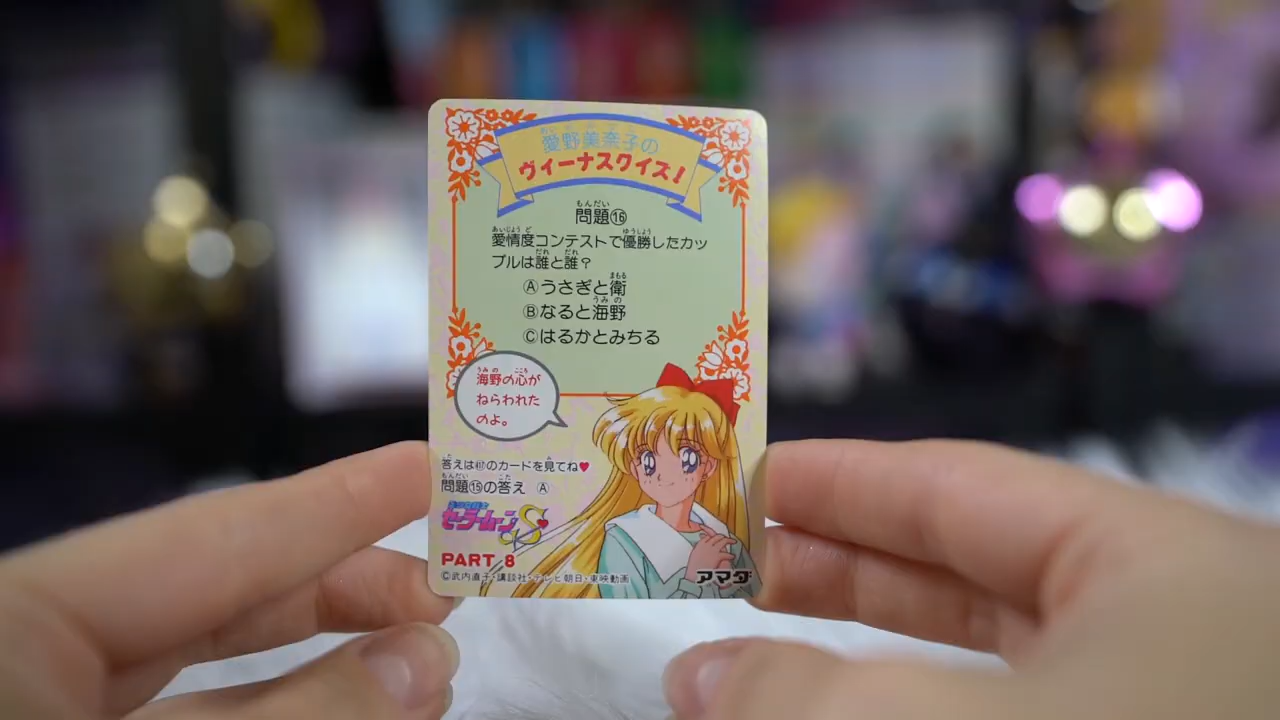 愛野美奈子の
ヴィーナスクイズ!
問題⑯
愛情度コンテストで優勝したカッ
プルは誰と誰？
Ⓐうさぎと衛
Ⓑなると海野
Ⓒはるかとみちる
海野の心が
ねらわれた
のよ。
のカードを見てね♥
問題⑮の答え Ⓐ
セーラームーンS
PART 8
©武内直子・講談社・テレビ朝日・東映動画
アマダ